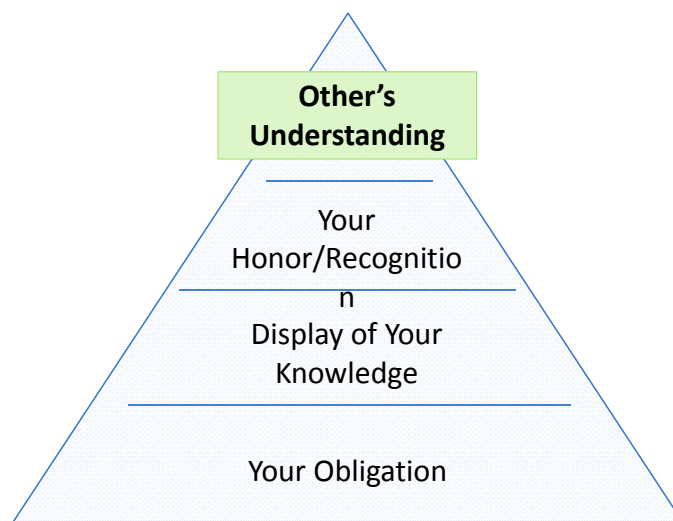 Other’s
Understanding
Your
Honor/Recognitio
n
Display of Your
Knowledge
Your Obligation